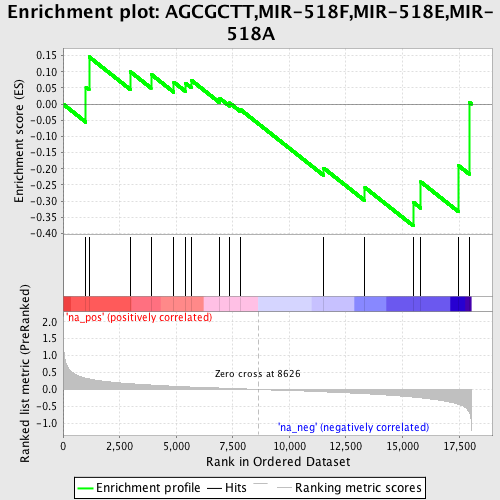 Enrichment plot: AGCGCTT,MIR-518F,MIR-518E,MIR-
518A
Enrichment score (ES)
0.15
0.10
0.05
0.00
-0.05
-0.10
-0.15
-0.20
-0.25
-0.30
-0.35
-0.40
'na_pos' (positively correlated)
Ranked list metric (PreRanked)
2.0
1.5
1.0
0.5
0.0
-0.5
-1.0
Zero cross at 8626
'na_neg' (negatively correlated)
0
2,500
5,000
7,500
10,000
12,500
15,000
17,500
Rank in Ordered Dataset
Enrichment profile
Hits
Ranking metric scores